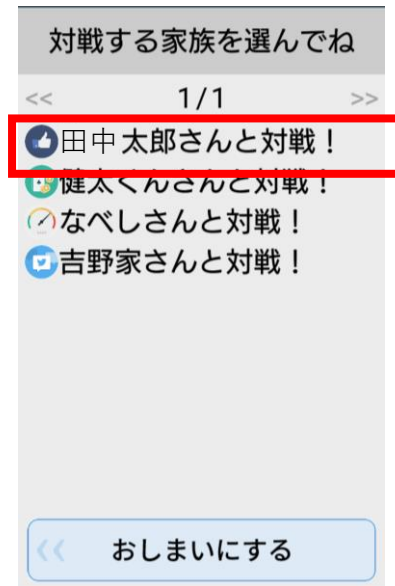 対戦する家族を選んでね
<< 1/1 >>
田中太郎さんと対戦！
健太くんさんと対戦！
なべしさんと対戦！
吉野家さんと対戦！
おしまいにする